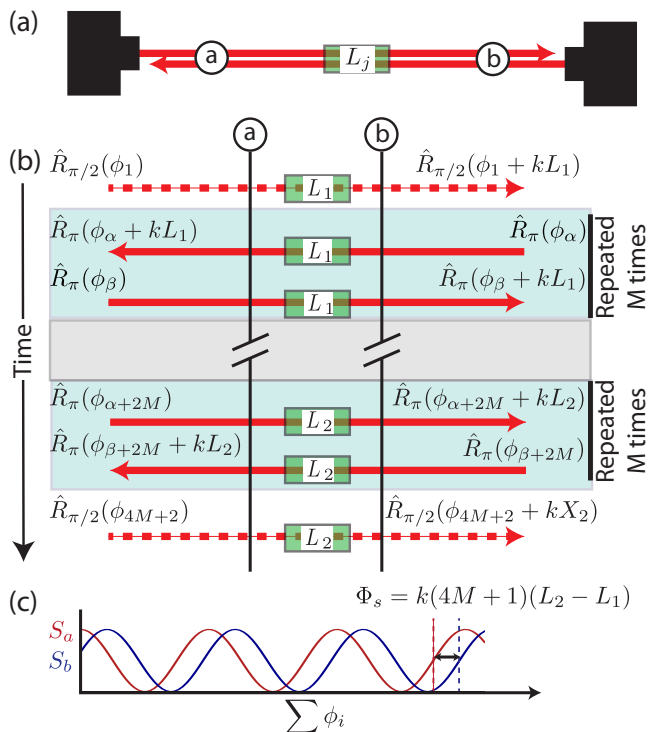 (a)
a L_j b
a b
(b) R̂_{π/2}(ϕ_1) L_1 R̂_{π/2}(ϕ_1 + kL_1)
R̂_π(ϕ_α + kL_1) L_1 R̂_π(ϕ_α)
R̂_π(ϕ_β) L_1 R̂_π(ϕ_β + kL_1)
Repeated
M times
Time
R̂_π(ϕ_{α+2M}) L_2 R̂_π(ϕ_{α+2M} + kL_2)
R̂_π(ϕ_{β+2M} + kL_2) L_2 R̂_π(ϕ_{β+2M})
Repeated
M times
R̂_{π/2}(ϕ_{4M+2}) L_2 R̂_{π/2}(ϕ_{4M+2} + kX_2)
(c) Φ_s = k(4M + 1)(L_2 − L_1)
S_a
S_b
∑ ϕ_i